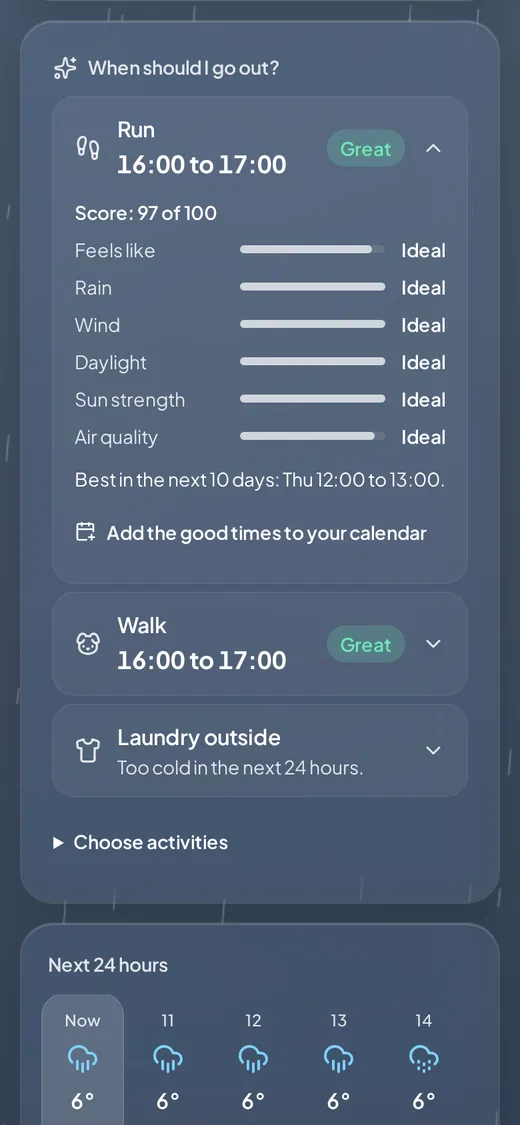 When should I go out?
Run
16:00 to 17:00
Great
Score: 97 of 100
Feels like Ideal
Rain Ideal
Wind Ideal
Daylight Ideal
Sun strength Ideal
Air quality Ideal
Best in the next 10 days: Thu 12:00 to 13:00.
Add the good times to your calendar
Walk
16:00 to 17:00
Great
Laundry outside
Too cold in the next 24 hours.
Choose activities
Next 24 hours
Now 11 12 13 14
6° 6° 6° 6° 6°